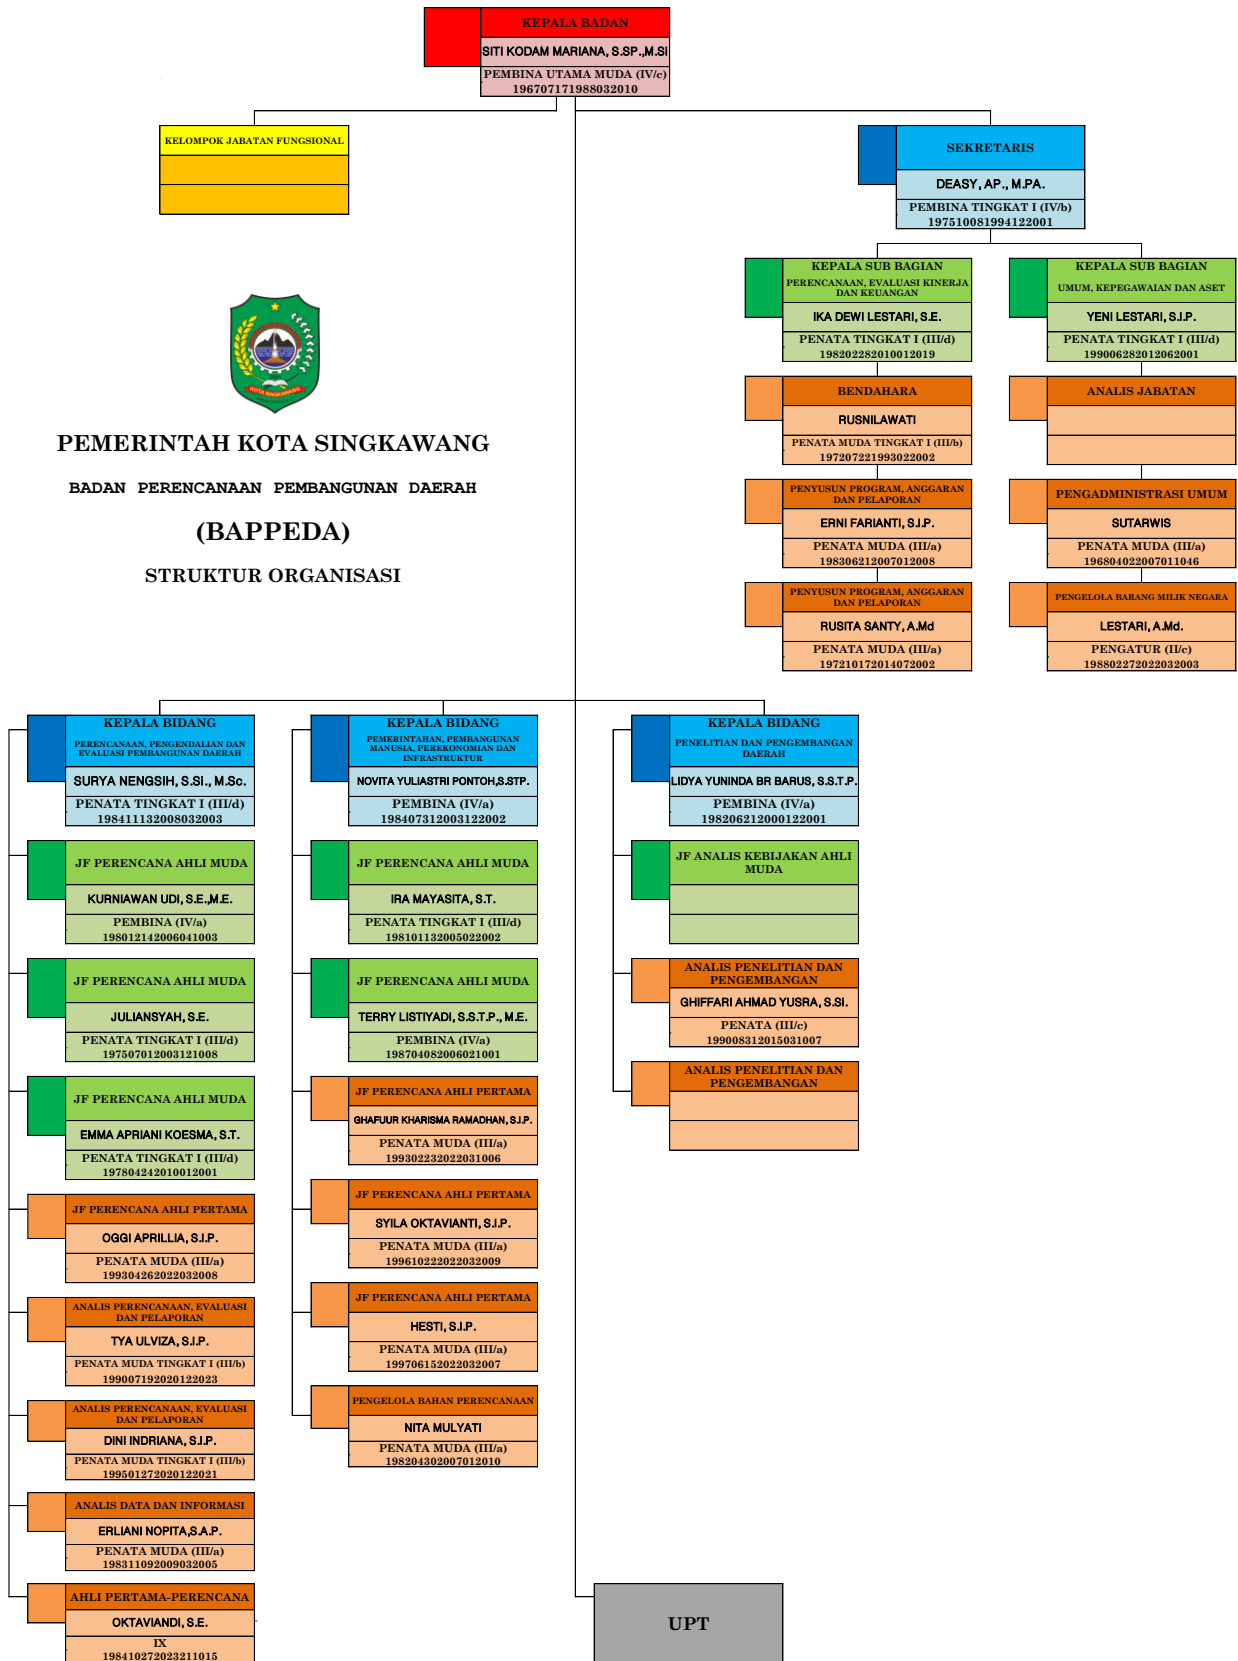 KEPALA BADAN
SITI KODAM MARIANA, S.SP.,M.Si
PEMBINA UTAMA MUDA (IV/c)
196707171988032010
KELOMPOK JABATAN FUNGSIONAL
SEKRETARIS
DEASY, AP., M.PA.
PEMBINA TINGKAT I (IV/b)
197510081994122001
KEPALA SUB BAGIAN
PERENCANAAN, EVALUASI KINERJA
DAN KEUANGAN
IKA DEWI LESTARI, S.E.
PENATA TINGKAT I (III/d)
198202282010012019
KEPALA SUB BAGIAN
UMUM, KEPEGAWAIAN DAN ASET
YENI LESTARI, S.I.P.
PENATA TINGKAT I (III/d)
199006282012062001
BENDAHARA
RUSNILAWATI
PENATA MUDA TINGKAT I (III/b)
197207221993022002
ANALIS JABATAN
PENYUSUN PROGRAM, ANGGARAN
DAN PELAPORAN
ERNI FARIANTI, S.I.P.
PENATA MUDA (III/a)
198306212007012008
PENGADMINISTRASI UMUM
SUTARWIS
PENATA MUDA (III/a)
196804022007011046
PENYUSUN PROGRAM, ANGGARAN
DAN PELAPORAN
RUSITA SANTY, A.Md
PENATA MUDA (III/a)
197210172014072002
PENGELOLA BARANG MILIK NEGARA
LESTARI, A.Md.
PENGATUR (II/c)
198802272022032003
KOTA SINGKAWANG
PEMERINTAH KOTA SINGKAWANG
BADAN PERENCANAAN PEMBANGUNAN DAERAH
(BAPPEDA)
STRUKTUR ORGANISASI
KEPALA BIDANG
PERENCANAAN, PENGENDALIAN DAN
EVALUASI PEMBANGUNAN DAERAH
SURYA NENGSIH, S.Si., M.Sc.
PENATA TINGKAT I (III/d)
198411132008032003
JF PERENCANA AHLI MUDA
KURNIAWAN UDI, S.E.,M.E.
PEMBINA (IV/a)
198012142006041003
JF PERENCANA AHLI MUDA
JULIANSYAH, S.E.
PENATA TINGKAT I (III/d)
197507012003121008
JF PERENCANA AHLI MUDA
EMMA APRIANI KOESMA, S.T.
PENATA TINGKAT I (III/d)
197804242010012001
JF PERENCANA AHLI PERTAMA
OGGI APRILLIA, S.I.P.
PENATA MUDA (III/a)
199304262022032008
ANALIS PERENCANAAN, EVALUASI
DAN PELAPORAN
TYA ULVIZA, S.I.P.
PENATA MUDA TINGKAT I (III/b)
199007192020122023
ANALIS PERENCANAAN, EVALUASI
DAN PELAPORAN
DINI INDRIANA, S.I.P.
PENATA MUDA TINGKAT I (III/b)
199501272020122021
ANALIS DATA DAN INFORMASI
ERLIANI NOPITA,S.A.P.
PENATA MUDA (III/a)
198311092009032005
AHLI PERTAMA-PERENCANA
OKTAVIANDI, S.E.
IX
198410272023211015
KEPALA BIDANG
PEMERINTAHAN, PEMBANGUNAN
MANUSIA, PEREKONOMIAN DAN
INFRASTRUKTUR
NOVITA YULIASTRI PONTOH,S.STP.
PEMBINA (IV/a)
198407312003122002
JF PERENCANA AHLI MUDA
IRA MAYASITA, S.T.
PENATA TINGKAT I (III/d)
198101132005022002
JF PERENCANA AHLI MUDA
TERRY LISTIYADI, S.S.T.P., M.E.
PEMBINA (IV/a)
198704082006021001
JF PERENCANA AHLI PERTAMA
GHAFUUR KHARISMA RAMADHAN, S.I.P.
PENATA MUDA (III/a)
199302232022031006
JF PERENCANA AHLI PERTAMA
SYILA OKTAVIANTI, S.I.P.
PENATA MUDA (III/a)
199610222022032009
JF PERENCANA AHLI PERTAMA
HESTI, S.I.P.
PENATA MUDA (III/a)
199706152022032007
PENGELOLA BAHAN PERENCANAAN
NITA MULYATI
PENATA MUDA (III/a)
198204302007012010
KEPALA BIDANG
PENELITIAN DAN PENGEMBANGAN
DAERAH
LIDYA YUNINDA BR BARUS, S.S.T.P.
PEMBINA (IV/a)
198206212000122001
JF ANALIS KEBIJAKAN AHLI
MUDA
ANALIS PENELITIAN DAN
PENGEMBANGAN
GHIFFARI AHMAD YUSRA, S.Si.
PENATA (III/c)
199008312015031007
ANALIS PENELITIAN DAN
PENGEMBANGAN
UPT